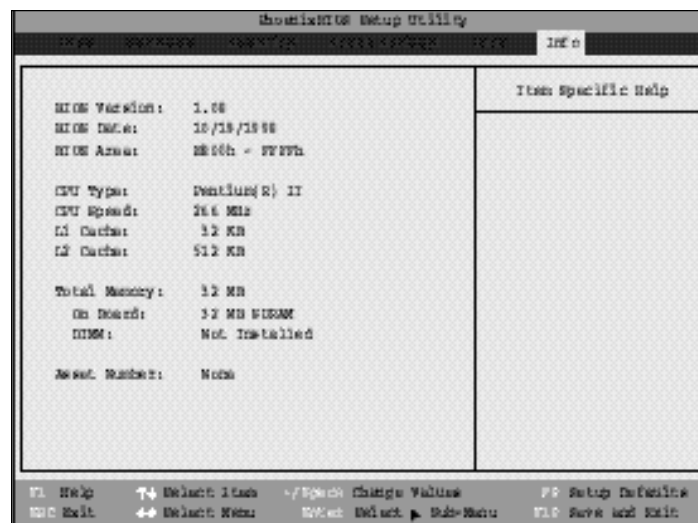 PhoenixBIOS Setup Utility
Info
Item Specific Help
BIOS Version: 1.08
BIOS Date:
BIOS Area:
CPU Type: Pentium(R) II
CPU Speed: 266 MHz
L1 Cache: 32 KB
L2 Cache: 512 KB
Total Memory: 32 MB
On Board: 32 MB SDRAM
DIMM: Not Installed
Asset Number: None
F1 Help Select Item -/Space Change Values F9 Setup Defaults
ESC Exit Select Menu Enter Select ▶ Sub-Menu F10 Save and Exit